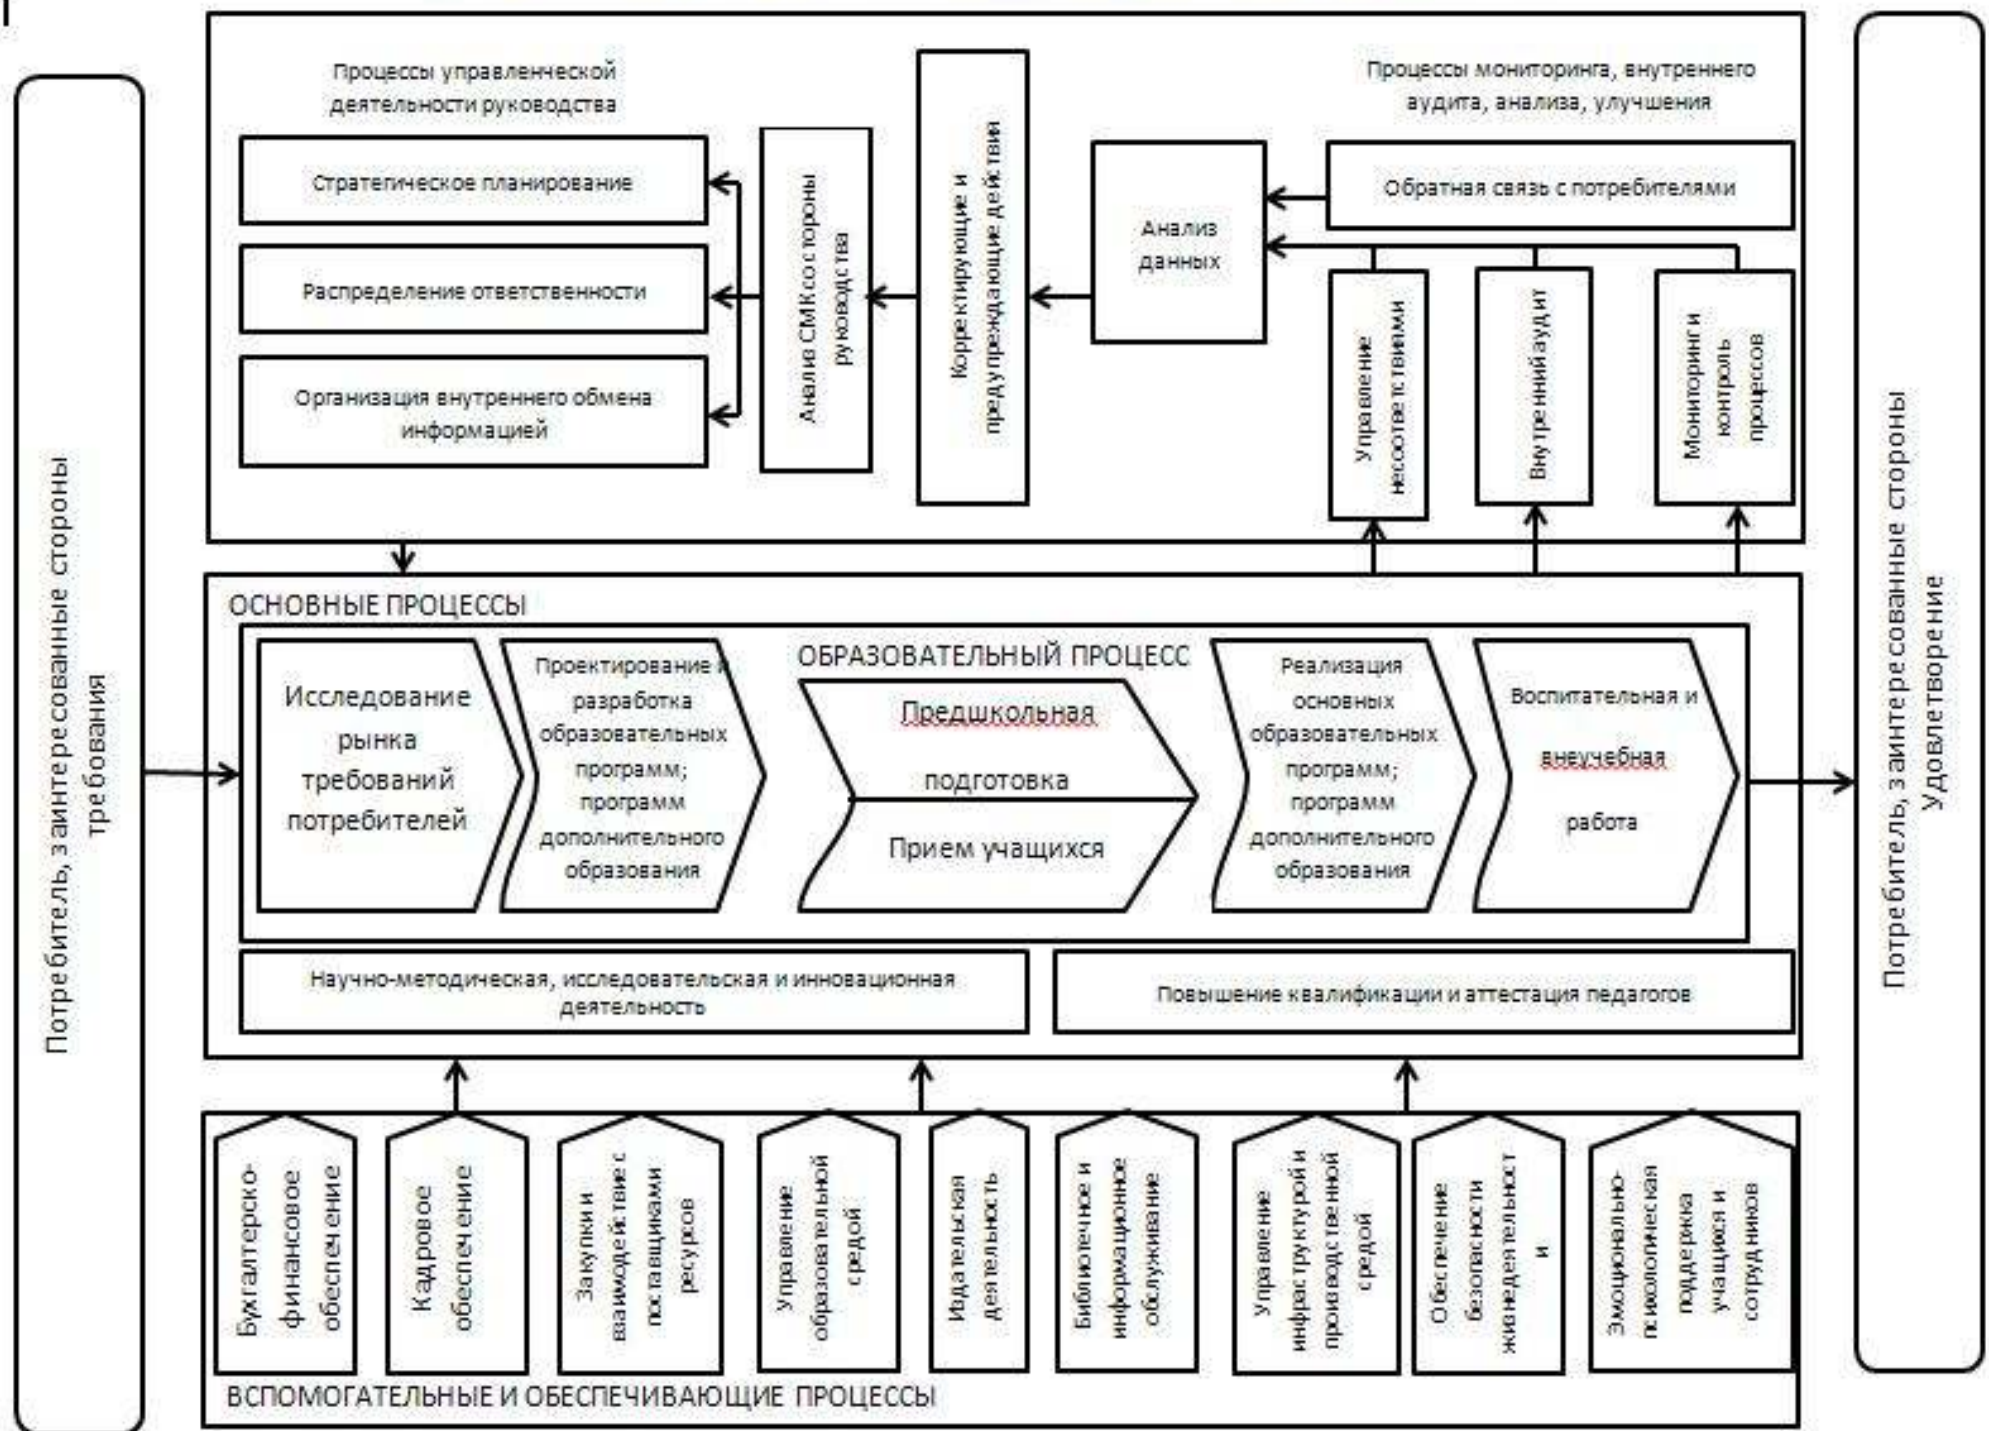 Потребитель, заинтересованные стороны
требования
Процессы управленческой
деятельности руководства
Стратегическое планирование
Распределение ответственности
Организация внутреннего обмена
информацией
Анализ СМК со стороны
руководства
Корректирующие и
предупреждающие действия
Анализ
данных
Процессы мониторинга, внутреннего
аудита, анализа, улучшения
Обратная связь с потребителями
Управление
несоответствиями
Внутренний аудит
Мониторинг и
контроль
процессов
ОСНОВНЫЕ ПРОЦЕССЫ
Исследование
рынка
требований
потребителей
Проектирование и
разработка
образовательных
программ;
программ
дополнительного
образования
ОБРАЗОВАТЕЛЬНЫЙ ПРОЦЕСС
Предшкольная
подготовка
Прием учащихся
Реализация
основных
образовательных
программ;
программ
дополнительного
образования
Воспитательная и
внеучебная
работа
Научно-методическая, исследовательская и инновационная
деятельность
Повышение квалификации и аттестация педагогов
Бухгалтерско-
финансовое
обеспечение
Кадровое
обеспечение
Закупки и
взаимодействие с
поставщиками
ресурсов
Управление
образовательной
средой
Издательская
деятельность
Библиотечное и
информационное
обслуживание
Управление
инфраструктурой и
производственной
средой
Обеспечение
безопасности
жизнедеятельност
и
Эмоционально-
психологическая
поддержка
учащихся и
сотрудников
ВСПОМОГАТЕЛЬНЫЕ И ОБЕСПЕЧИВАЮЩИЕ ПРОЦЕССЫ
Потребитель, заинтересованные стороны
Удовлетворение